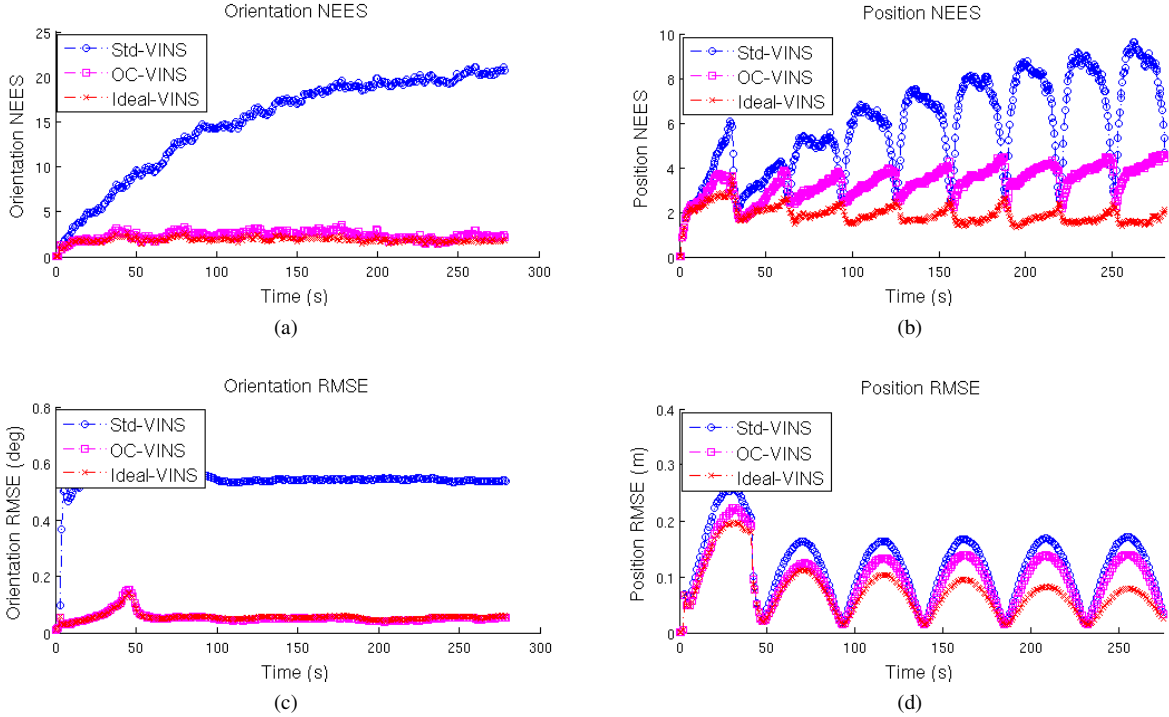 Orientation NEES
Orientation NEES
25
20
15
10
5
0
Std-VINS
OC-VINS
Ideal-VINS
0
50
100
150
200
250
300
Time (s)
(a)
Position NEES
Position NEES
10
8
6
4
2
0
Std-VINS
OC-VINS
Ideal-VINS
0
50
100
150
200
250
Time (s)
(b)
Orientation RMSE
Orientation RMSE (deg)
0.8
0.6
0.4
0.2
0
Std-VINS
OC-VINS
Ideal-VINS
0
50
100
150
200
250
300
Time (s)
(c)
Position RMSE
Position RMSE (m)
0.4
0.3
0.2
0.1
0
Std-VINS
OC-VINS
Ideal-VINS
0
50
100
150
200
250
Time (s)
(d)